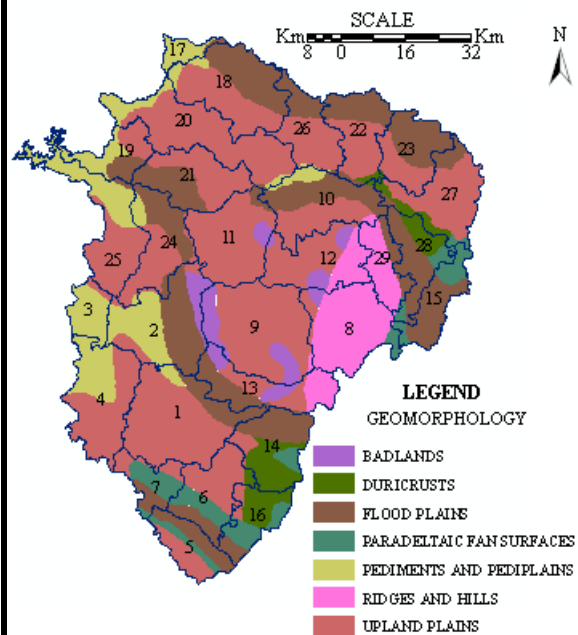 SCALE
Km Km N
8 0 16 32
17
18
20
26
22
23
19
21
10
27
24
11
28
12
29
25
15
3
2
9
8
13
4
1
LEGEND
GEOMORPHOLOGY
14
BADLANDS
7
6
DURICRUSTS
16
FLOOD PLAINS
5
PARADELTAIC FAN SURFACES
PEDIMENTS AND PEDIPLAINS
RIDGES AND HILLS
UPLAND PLAINS